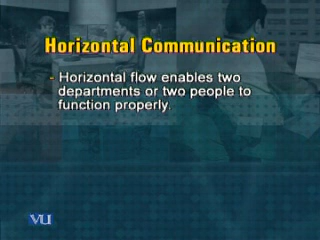 Horizontal Communication
- Horizontal flow enables two
departments or two people to
function properly.
VU